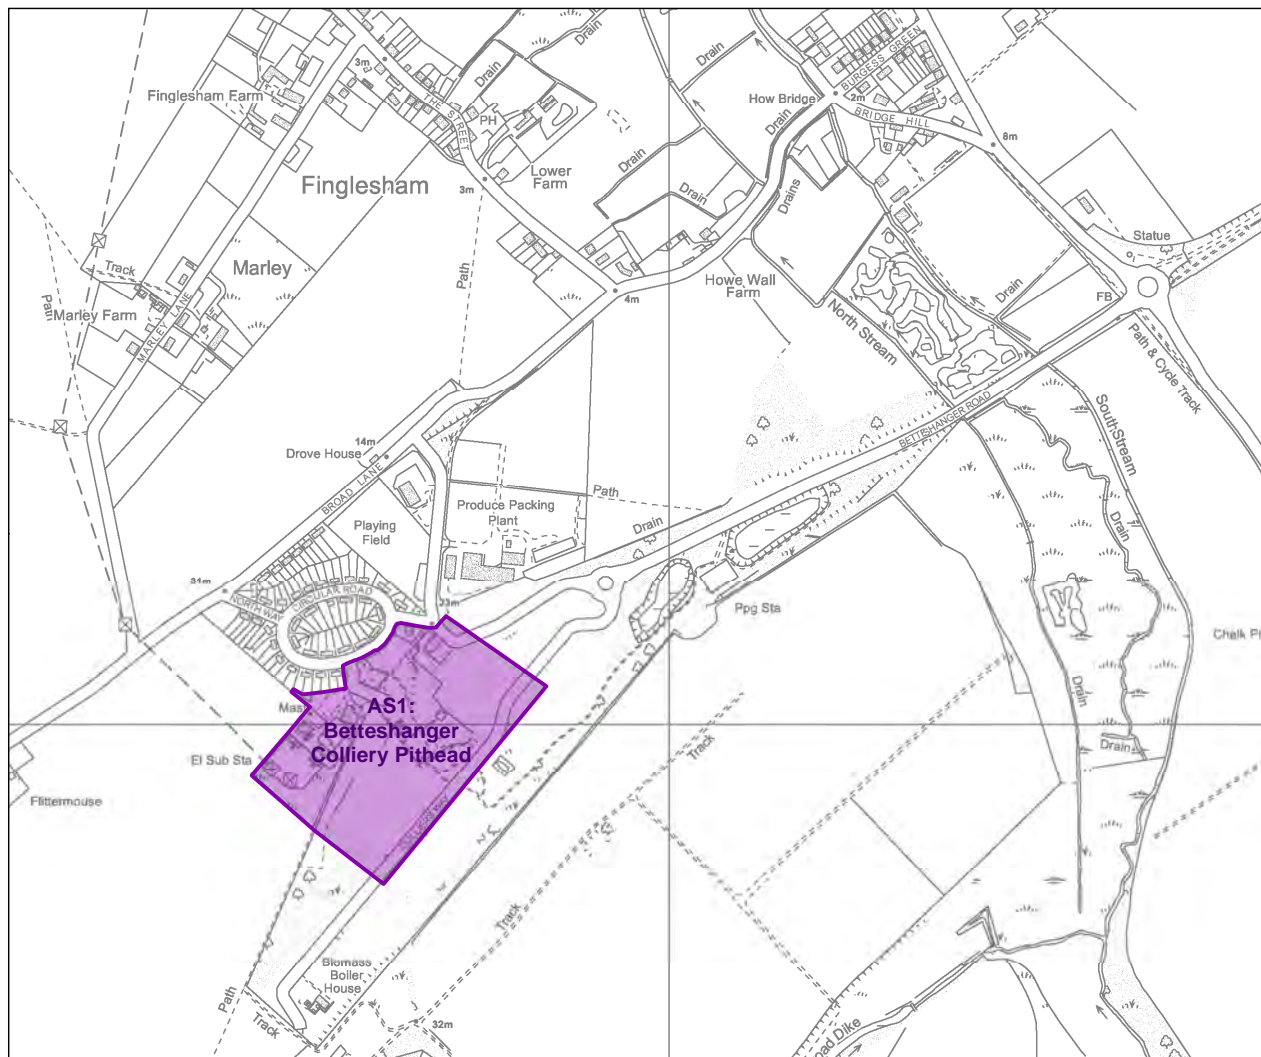 Drain
BURGESS GREEN
3m
Drain
Drain
Finglesham Farm
THE STREET
PH
How Bridge
2m
BRIDGE HILL
Drain
8m
Drain
Lower
Farm
Finglesham
3m
Drain
Drains
Statue
Track
Marley
Path
Howe Wall
Farm
4m
Drain
FB
Marley Farm
MARLEY LANE
North Stream
Path & Cycle Track
BETTESHANGER ROAD
South Stream
14m
Drove House
BROAD LANE
Path
Produce Packing
Plant
Playing
Field
Drain
Drain
31m
NORTH WAY
CIRCULAR ROAD
33m
Ppg Sta
Chalk
Drain
AS1:
Betteshanger
Colliery Pithead
El Sub Sta
Track
Drain
Flittermouse
Track
Biomass
Boiler
House
Path
Track
32m
Dike